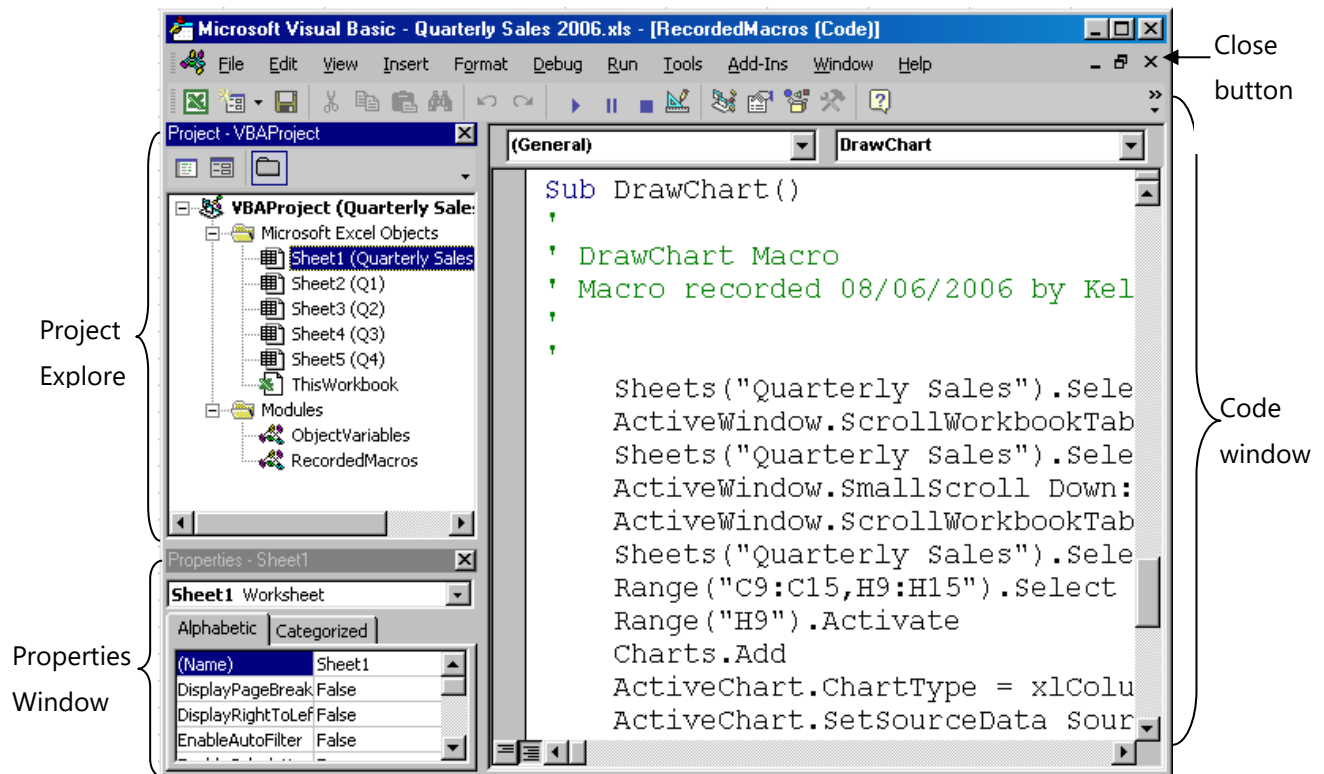 Microsoft Visual Basic - Quarterly Sales 2006.xls - [RecordedMacros (Code)]
File Edit View Insert Format Debug Run Tools Add-Ins Window Help
Close
button
Project - VBAProject
(General)
DrawChart
VBAProject (Quarterly Sale
Microsoft Excel Objects
Sheet1 (Quarterly Sales
Sheet2 (Q1)
Sheet3 (Q2)
Sheet4 (Q3)
Sheet5 (Q4)
ThisWorkbook
Modules
ObjectVariables
RecordedMacros
Project
Explore
Properties - Sheet1
Sheet1 Worksheet
Alphabetic Categorized
(Name) Sheet1
DisplayPageBreak False
DisplayRightToLef False
EnableAutoFilter False
Properties
Window
Sub DrawChart()
'
' DrawChart Macro
' Macro recorded 08/06/2006 by Kel
'
'
Sheets("Quarterly Sales").Sele
ActiveWindow.ScrollWorkbookTab
Sheets("Quarterly Sales").Sele
ActiveWindow.SmallScroll Down:
ActiveWindow.ScrollWorkbookTab
Sheets("Quarterly Sales").Sele
Range("C9:C15,H9:H15").Select
Range("H9").Activate
Charts.Add
ActiveChart.ChartType = xlColu
ActiveChart.SetSourceData Sour
Code
window